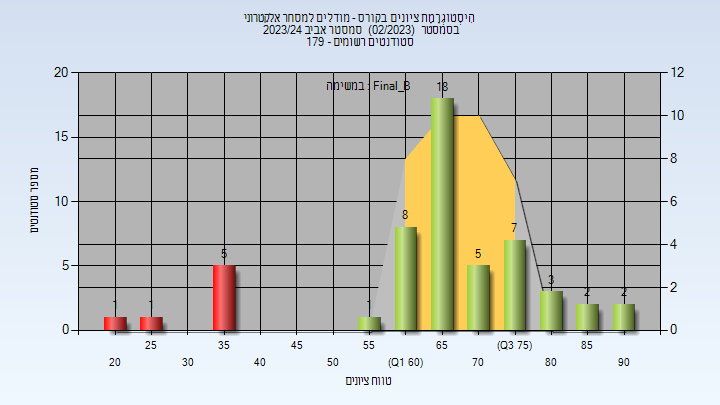 היסטוגרמת ציונים בקורס - מודלים למסחר אלקטרוני
בסמסטר (02/2023) סמסטר אביב 2023/24
סטודנטים רשומים - 179
במשימה : Final_B
מספר סטודנטים
20
15
10
5
0
12
10
8
6
4
2
0
1
1
5
1
8
18
5
7
3
2
2
25 35 45 55 65 (Q3 75) 85
20 30 40 50 (Q1 60) 70 80 90
טווח ציונים